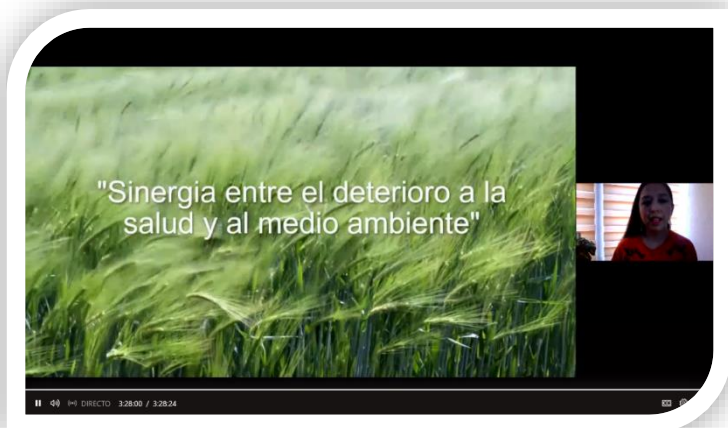 "Sinergia entre el deterioro a la
salud y al medio ambiente"
DIRECTO 3:28:00 / 3:28:24